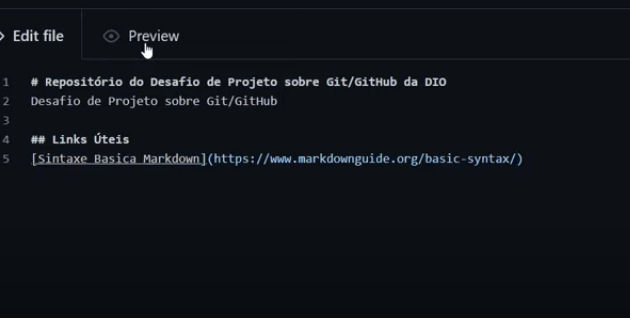 Edit file
Preview
1 # Repositório do Desafio de Projeto sobre Git/GitHub da DIO
2 Desafio de Projeto sobre Git/GitHub
3
4 ## Links Úteis
5 [Sintaxe Basica Markdown](https://www.markdownguide.org/basic-syntax/)